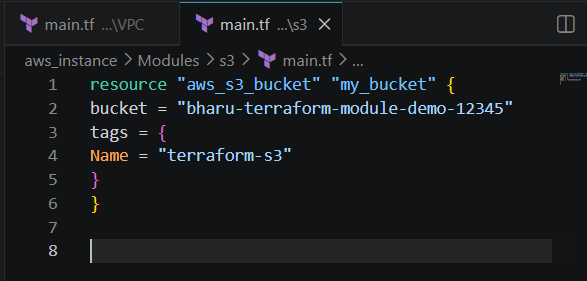 main.tf ...\VPC
main.tf ...\s3
aws_instance > Modules > s3 > main.tf > ...
1 resource "aws_s3_bucket" "my_bucket" {
2 bucket = "bharu-terraform-module-demo-12345"
3 tags = {
4 Name = "terraform-s3"
5 }
6 }
7
8